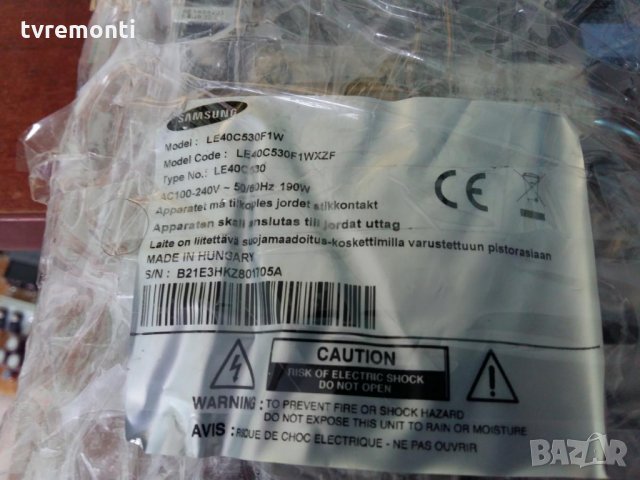 tvremonti
SAMSUNG
Model : LE40C530F1W
Model Code : LE40C530F1WXZF
Type No.: LE40C530
AC100-240V ~ 50/60Hz 190W
Apparatet må tilkoples jordet stikkontakt
Apparaten skall anslutas till jordat uttag
Laite on liitettävä suojamaadoitus-koskettimilla varustettuun pistorasiaan
MADE IN HUNGARY
S/N : B21E3HKZ801705A
CE
CAUTION
RISK OF ELECTRIC SHOCK
DO NOT OPEN
WARNING : TO PREVENT FIRE OR SHOCK HAZARD
DO NOT EXPOSE THIS UNIT TO RAIN OR MOISTURE
AVIS : RIQUE DE CHOC ELECTRIQUE - NE PAS OUVRIR
BAZAR